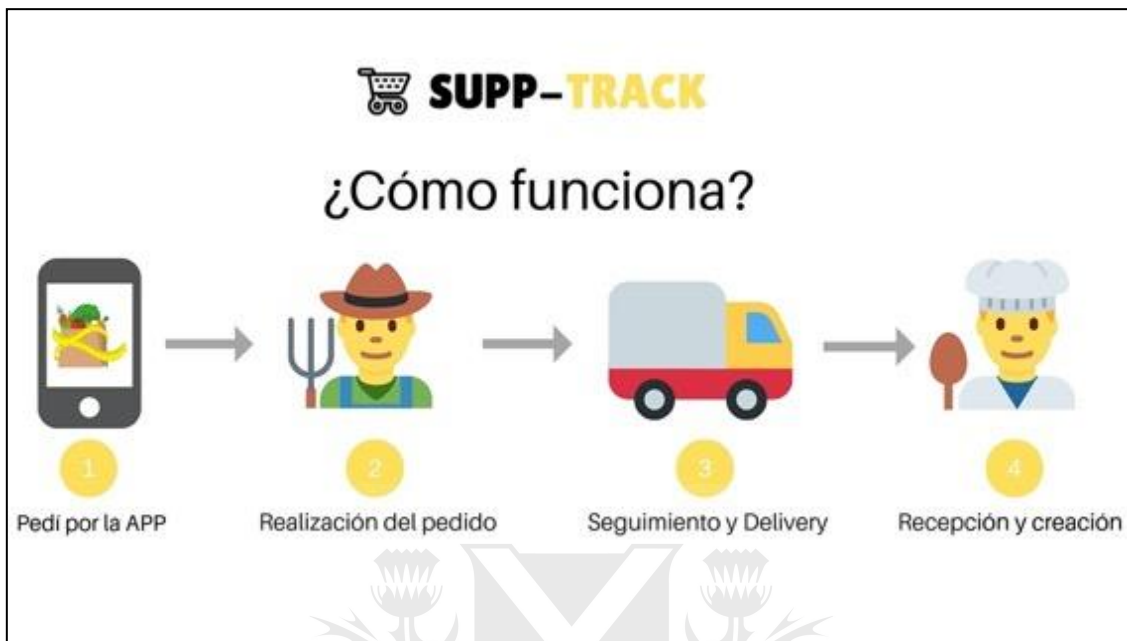 SUPP-TRACK
¿Cómo funciona?
1
2
3
4
Pedí por la APP
Realización del pedido
Seguimiento y Delivery
Recepción y creación